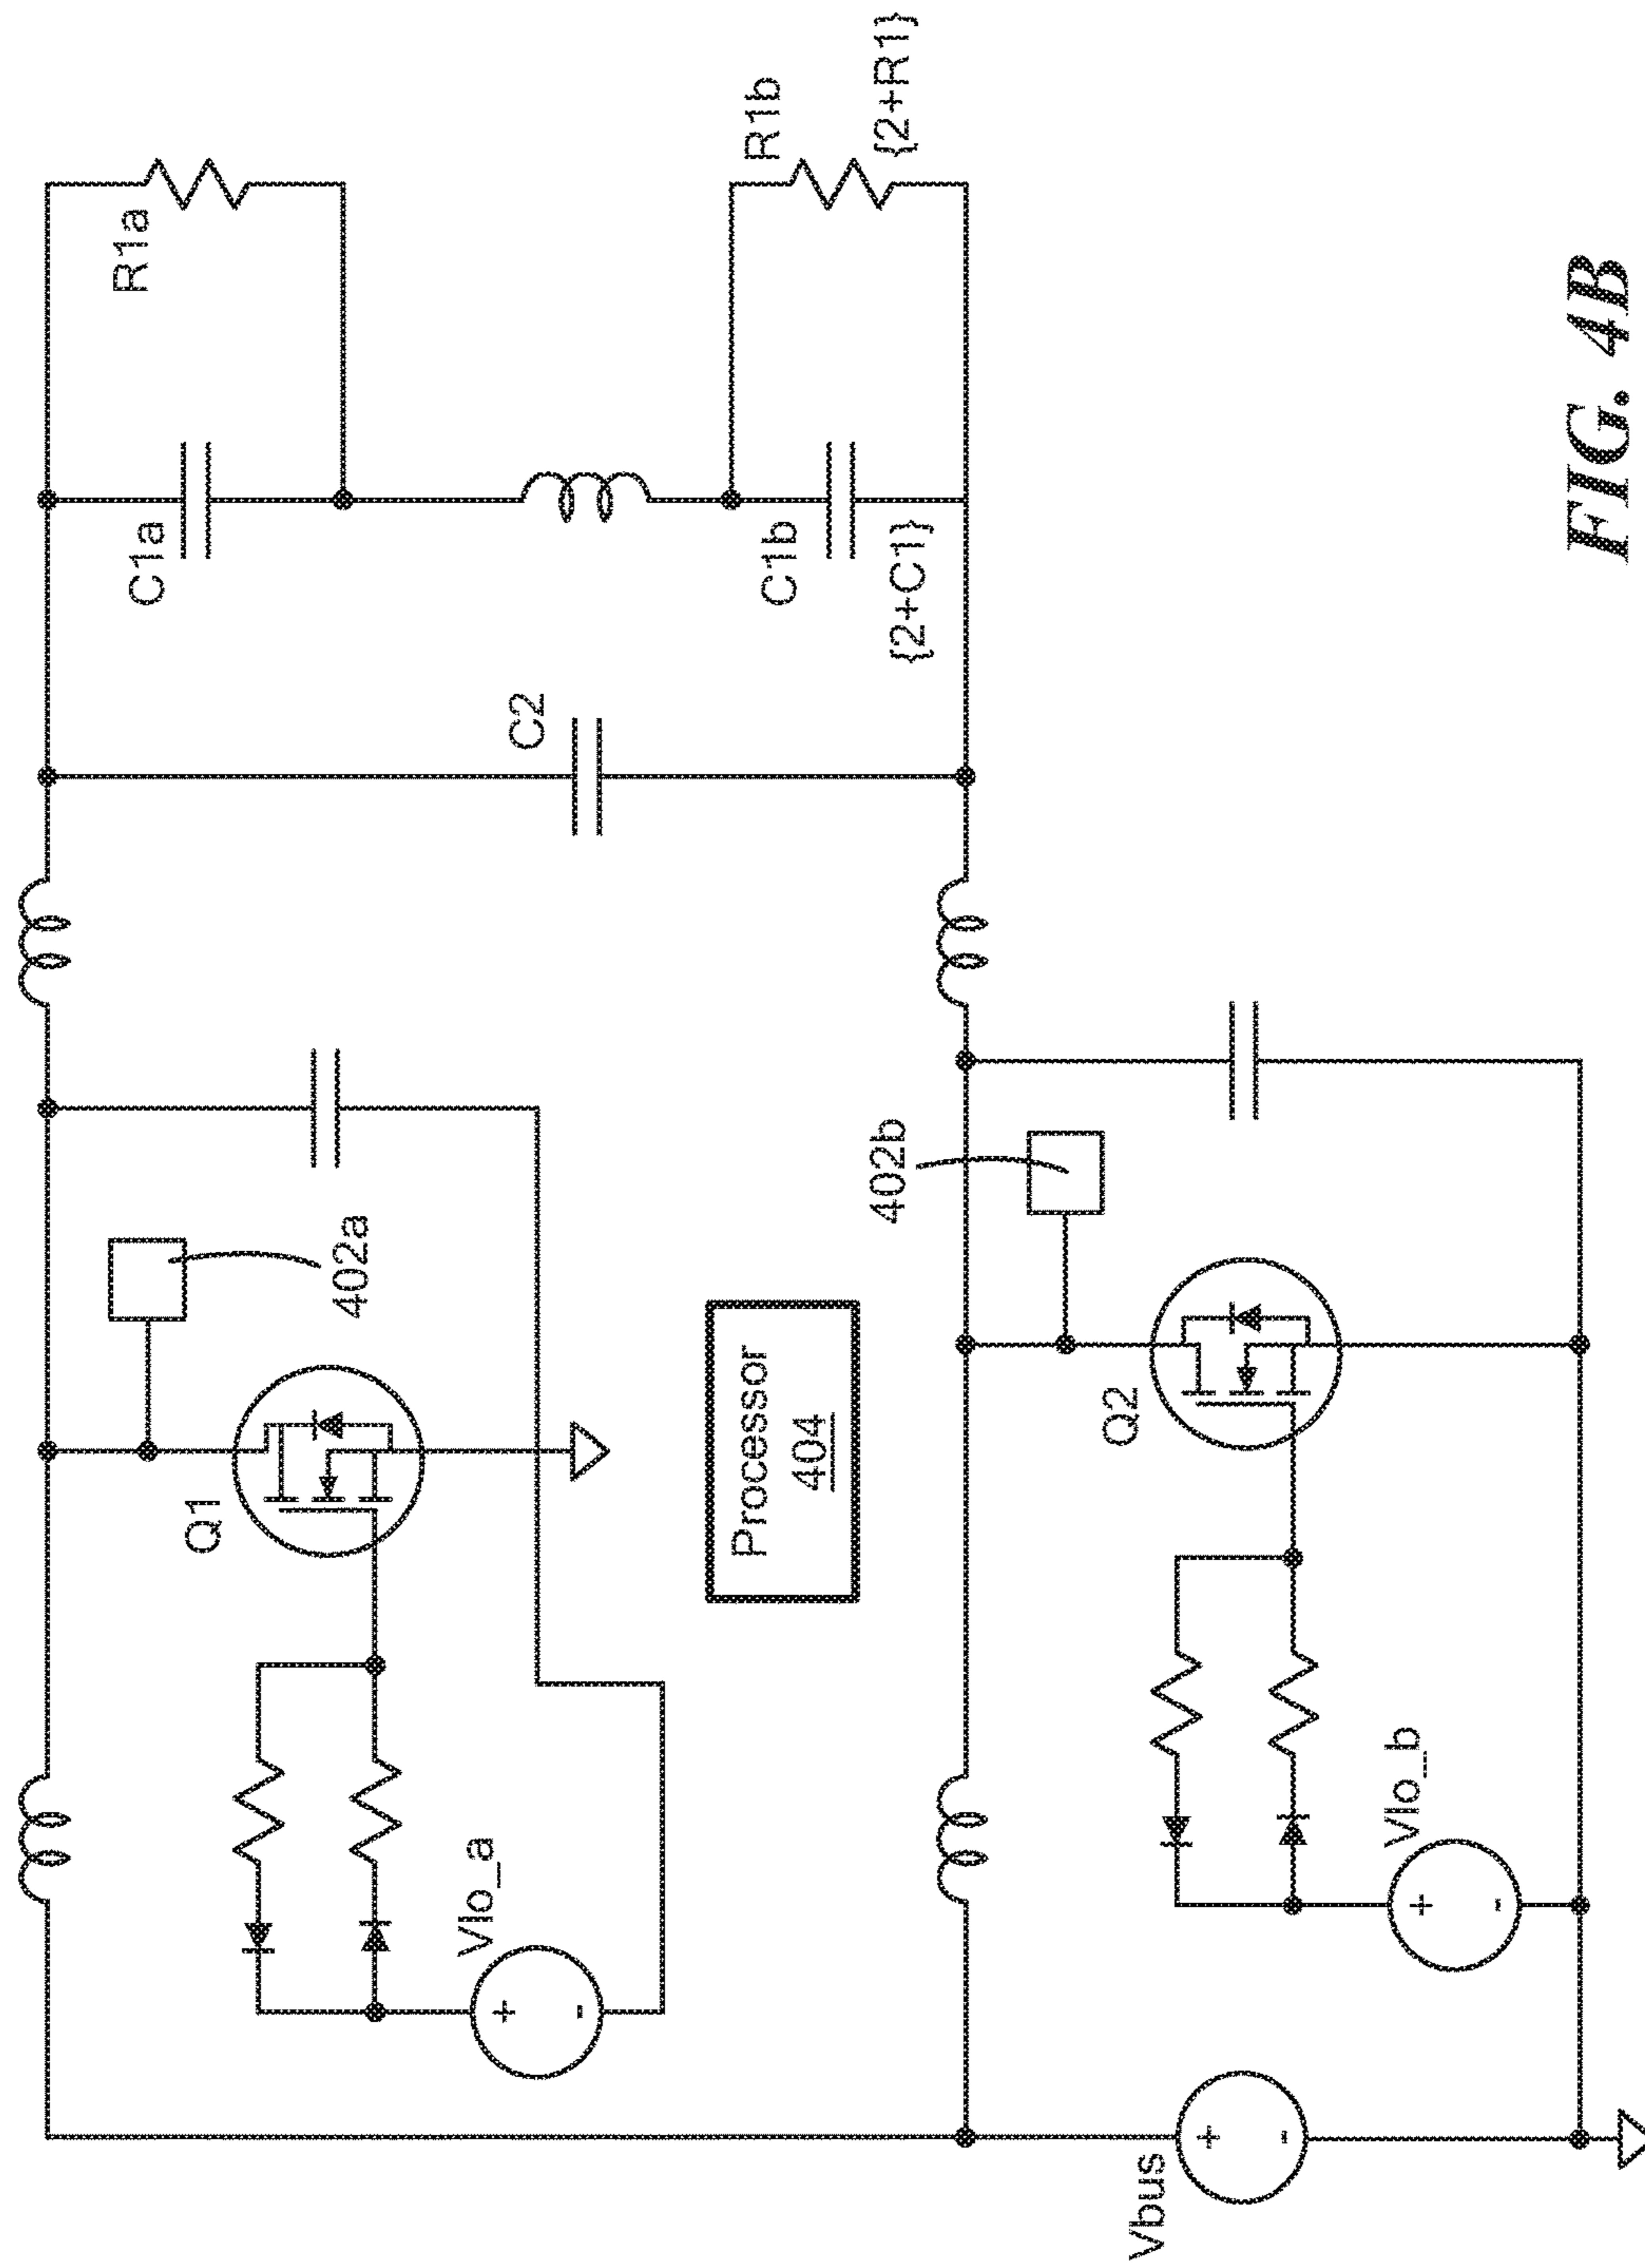 R1a
R1b
{2+R1}
C1a
C1b
{2+C1}
C2
402a
402b
Q1
Q2
Processor
404
Vlo_a
+
-
Vlo_b
+
-
Vbus
+
-
FIG. 4B